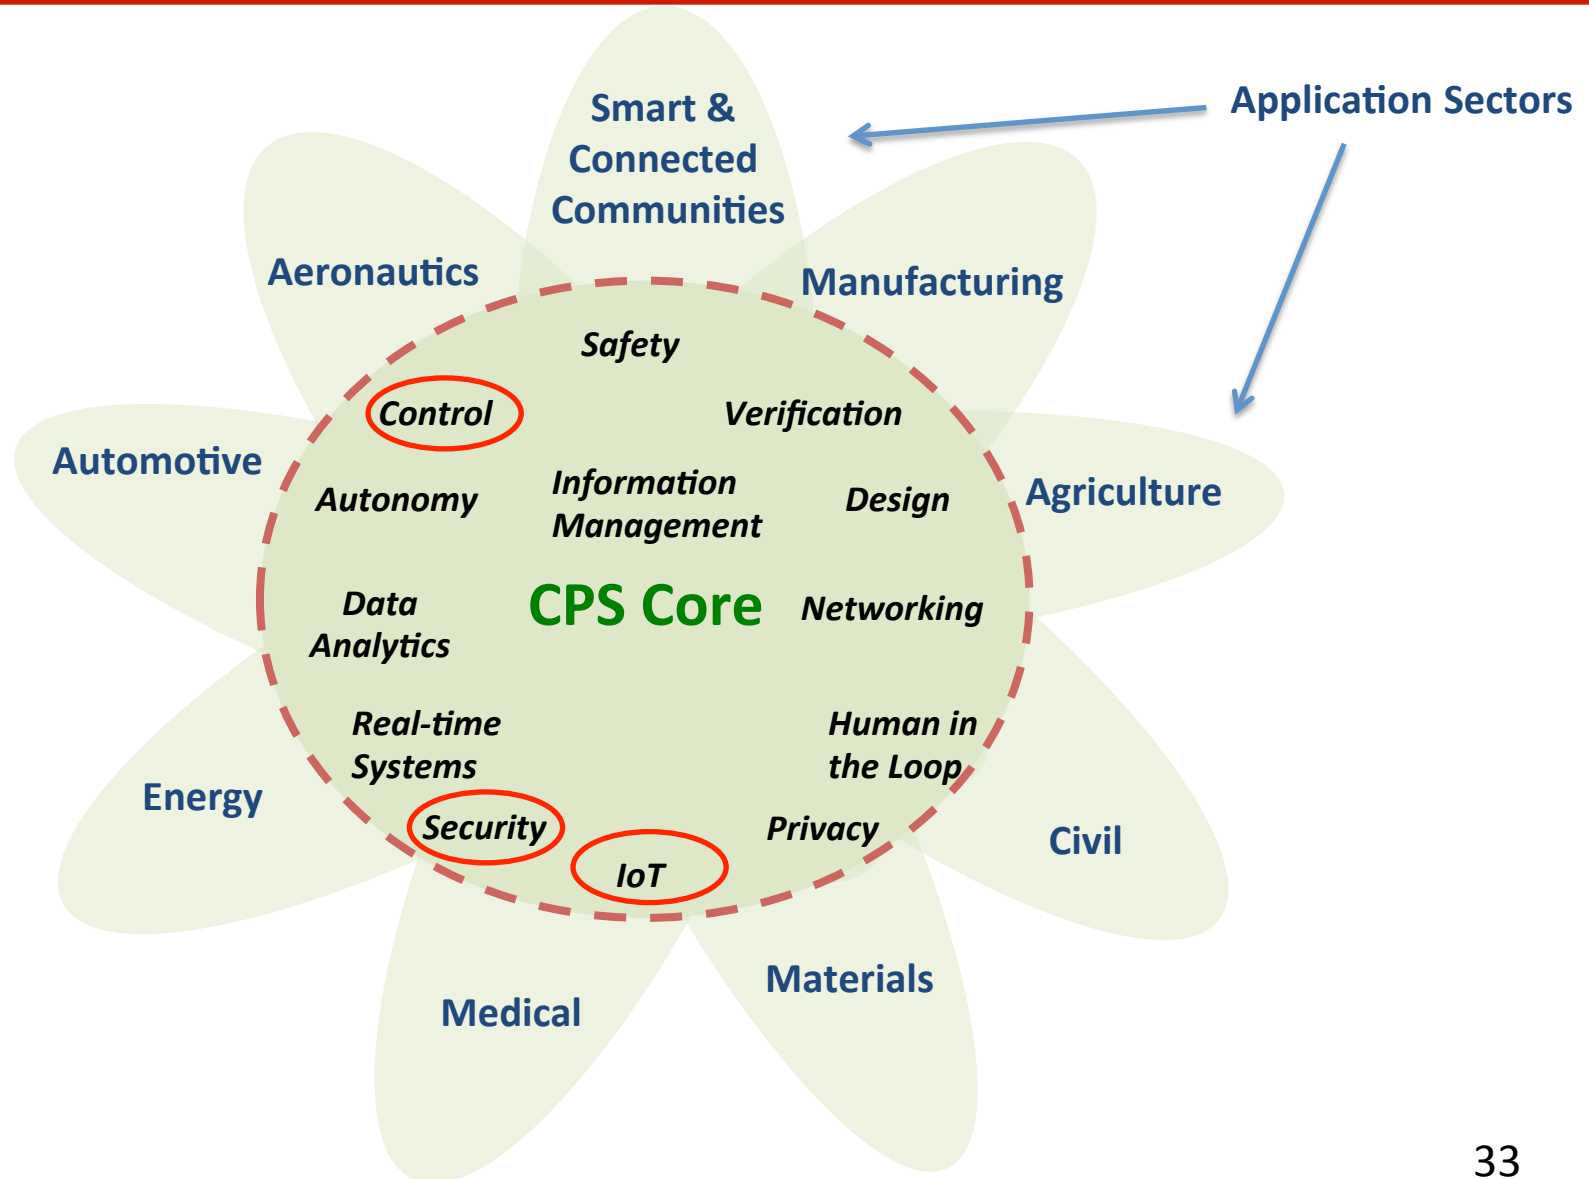 Smart &
Connected
Communities
Application Sectors
Aeronautics
Manufacturing
Safety
Control
Verification
Automotive
Autonomy
Information
Management
Design
Agriculture
Data
Analytics
CPS Core
Networking
Real-time
Systems
Human in
the Loop
Energy
Security
IoT
Privacy
Civil
Medical
Materials
33